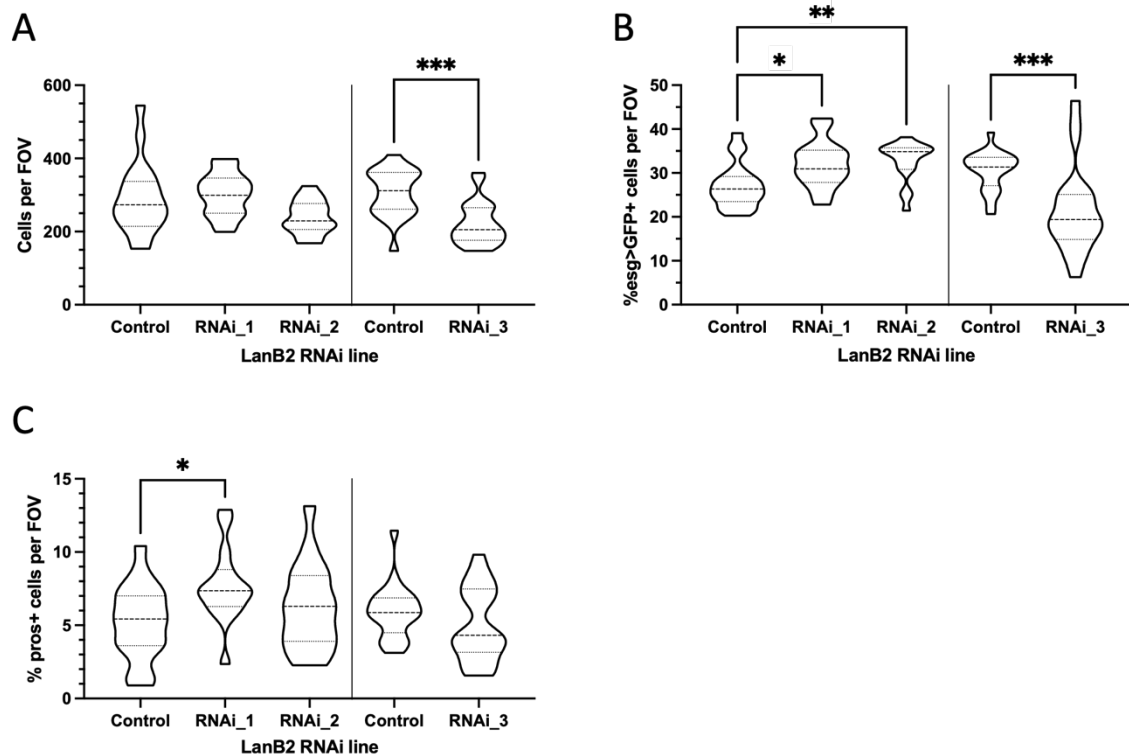 A
Cells per FOV
600
400
200
0
***
Control RNAi_1 RNAi_2 Control RNAi_3
LanB2 RNAi line
B
%esg>GFP+ cells per FOV
50
40
30
20
10
0
**
*
***
Control RNAi_1 RNAi_2 Control RNAi_3
LanB2 RNAi line
C
% pros+ cells per FOV
15
10
5
0
*
Control RNAi_1 RNAi_2 Control RNAi_3
LanB2 RNAi line